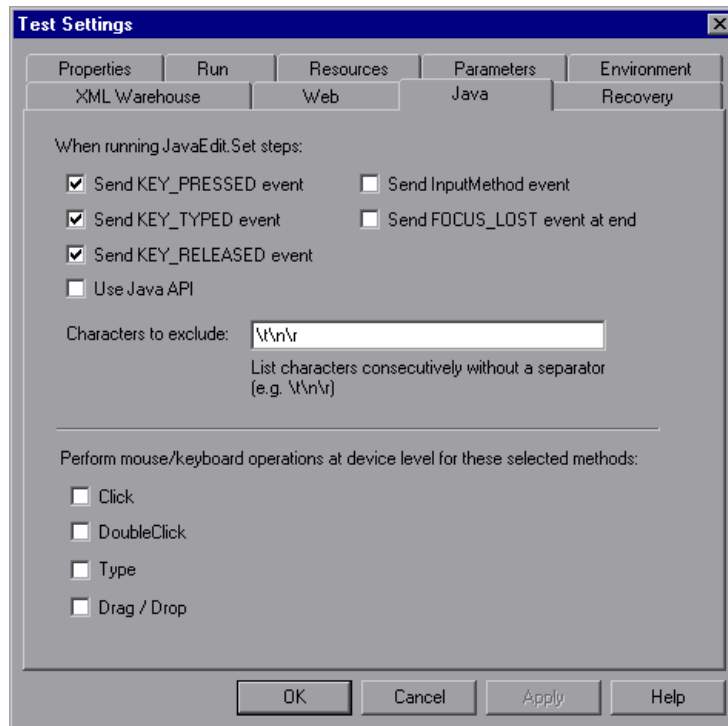 Test Settings
Properties Run Resources Parameters Environment
XML Warehouse Web Java Recovery
When running JavaEdit.Set steps:
Send KEY_PRESSED event Send InputMethod event
Send KEY_TYPED event Send FOCUS_LOST event at end
Send KEY_RELEASED event
Use Java API
Characters to exclude: \t\n\r
List characters consecutively without a separator
(e.g. \t\n\r)
Perform mouse/keyboard operations at device level for these selected methods:
Click
DoubleClick
Type
Drag / Drop
OK Cancel Apply Help